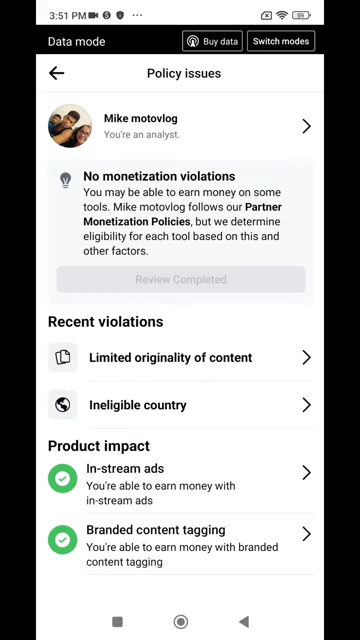 3:51 PM
59
Data mode
Buy data
Switch modes
Policy issues
Mike motovlog
You're an analyst.
No monetization violations
You may be able to earn money on some
tools. Mike motovlog follows our Partner
Monetization Policies, but we determine
eligibility for each tool based on this and
other factors.
Review Completed
Recent violations
Limited originality of content
Ineligible country
Product impact
In-stream ads
You're able to earn money with
in-stream ads
Branded content tagging
You're able to earn money with branded
content tagging